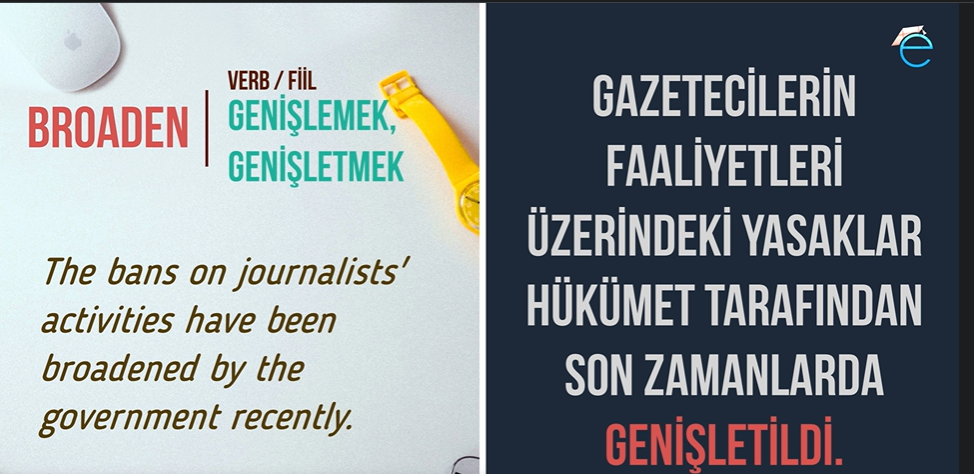 BROADEN
VERB / FİİL
GENİŞLEMEK,
GENİŞLETMEK
The bans on journalists'
activities have been
broadened by the
government recently.
e
GAZETECİLERİN
FAALİYETLERİ
ÜZERİNDEKİ YASAKLAR
HÜKÜMET TARAFINDAN
SON ZAMANLARDA
GENİŞLETİLDİ.